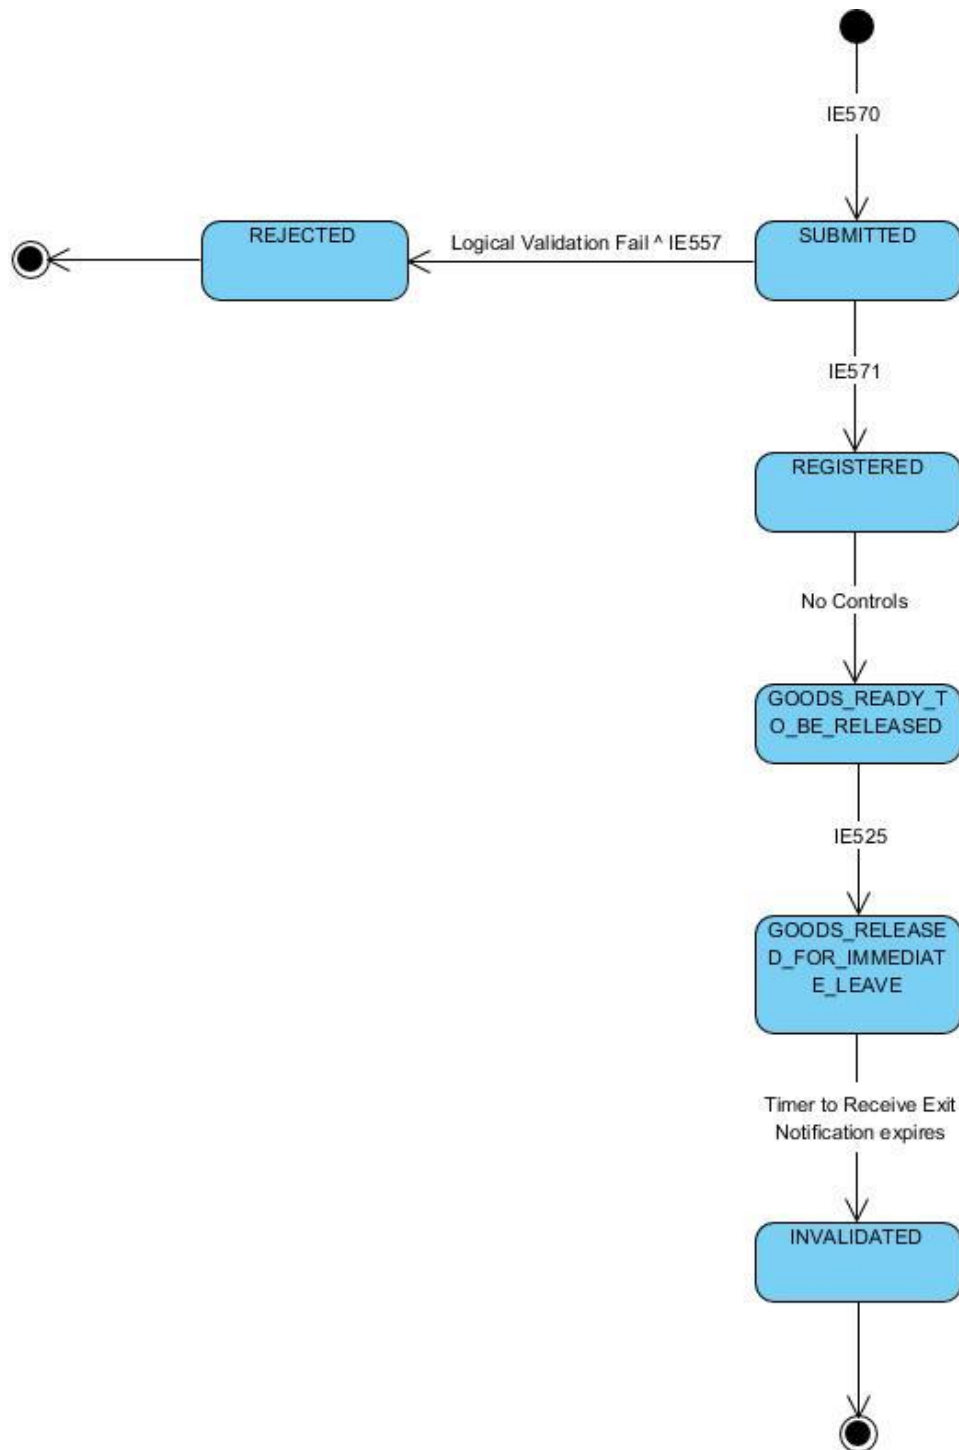 IE570
REJECTED
Logical Validation Fail ^ IE557
SUBMITTED
IE571
REGISTERED
No Controls
GOODS_READY_T
O_BE_RELEASED
IE525
GOODS_RELEASE
D_FOR_IMMEDIAT
E_LEAVE
Timer to Receive Exit
Notification expires
INVALIDATED